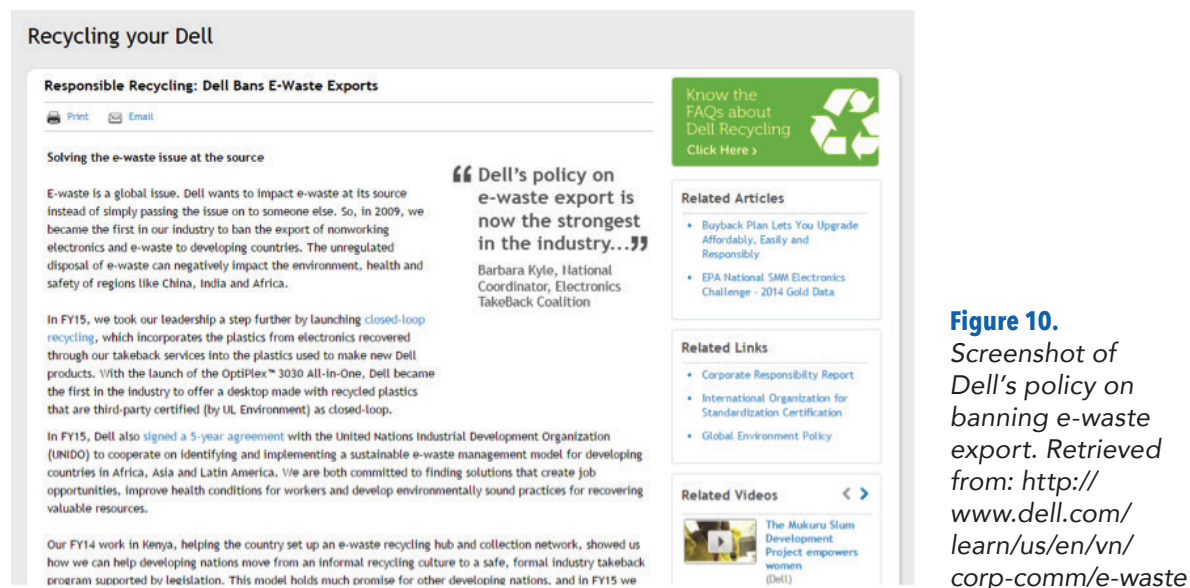 Recycling your Dell
Responsible Recycling: Dell Bans E-Waste Exports
Print Email
Solving the e-waste issue at the source
E-waste is a global issue. Dell wants to impact e-waste at its source
instead of simply passing the issue on to someone else. So, in 2009, we
became the first in our industry to ban the export of nonworking
electronics and e-waste to developing countries. The unregulated
disposal of e-waste can negatively impact the environment, health and
safety of regions like China, India and Africa.
“ Dell's policy on
e-waste export is
now the strongest
in the industry...”
Barbara Kyle, National
Coordinator, Electronics
TakeBack Coalition
In FY15, we took our leadership a step further by launching closed-loop
recycling, which incorporates the plastics from electronics recovered
through our takeback services into the plastics used to make new Dell
products. With the launch of the OptiPlex™ 3030 All-in-One, Dell became
the first in the industry to offer a desktop made with recycled plastics
that are third-party certified (by UL Environment) as closed-loop.
In FY15, Dell also signed a 5-year agreement with the United Nations Industrial Development Organization
(UNIDO) to cooperate on identifying and implementing a sustainable e-waste management model for developing
countries in Africa, Asia and Latin America. We are both committed to finding solutions that create job
opportunities, improve health conditions for workers and develop environmentally sound practices for recovering
valuable resources.
Our FY14 work in Kenya, helping the country set up an e-waste recycling hub and collection network, showed us
how we can help developing nations move from an informal recycling culture to a safe, formal industry takeback
program supported by legislation. This model holds much promise for other developing nations, and in FY15 we
Know the
FAQs about
Dell Recycling
Click Here ›
Related Articles
• Buyback Plan Lets You Upgrade
Affordably, Easily and
Responsibly
• EPA National SMM Electronics
Challenge - 2014 Gold Data
Related Links
• Corporate Responsibilty Report
• International Organization for
Standardization Certification
• Global Environment Policy
Related Videos
The Mukuru Slum
Development
Project empowers
women
(Dell)
Figure 10.
Screenshot of
Dell's policy on
banning e-waste
export. Retrieved
from: http://
www.dell.com/
learn/us/en/vn/
corp-comm/e-waste